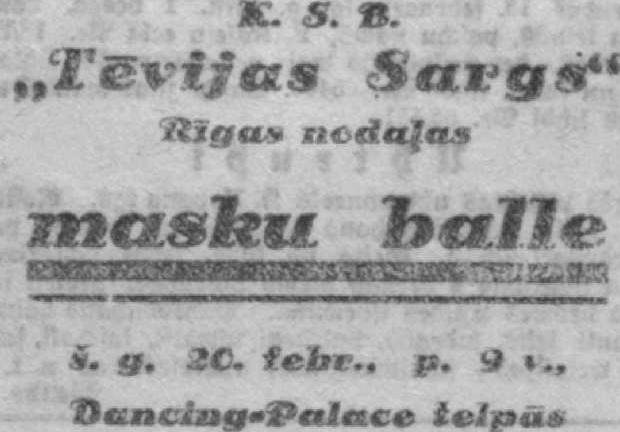 K. S. B.
„Tēvijas Sargs“
Rīgas nodaļas
masku balle
š. g. 20. febr., p. 9 v.,
Dancing-Palace telpās